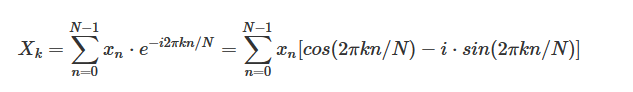 $X_k = \sum_{n=0}^{N-1} x_n \cdot e^{-i2\pi kn/N} = \sum_{n=0}^{N-1} x_n[cos(2\pi kn/N) - i \cdot sin(2\pi kn/N)]$